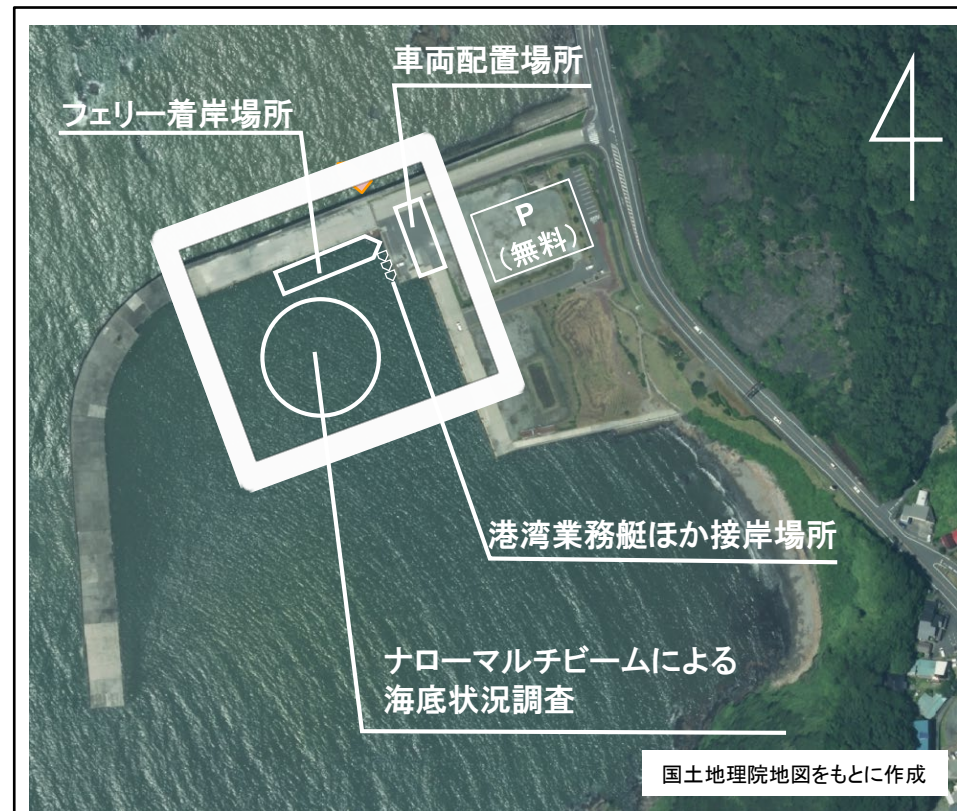 車両配置場所
フェリー着岸場所
P
(無料)
港湾業務艇ほか接岸場所
ナローマルチビームによる
海底状況調査
国土地理院地図をもとに作成